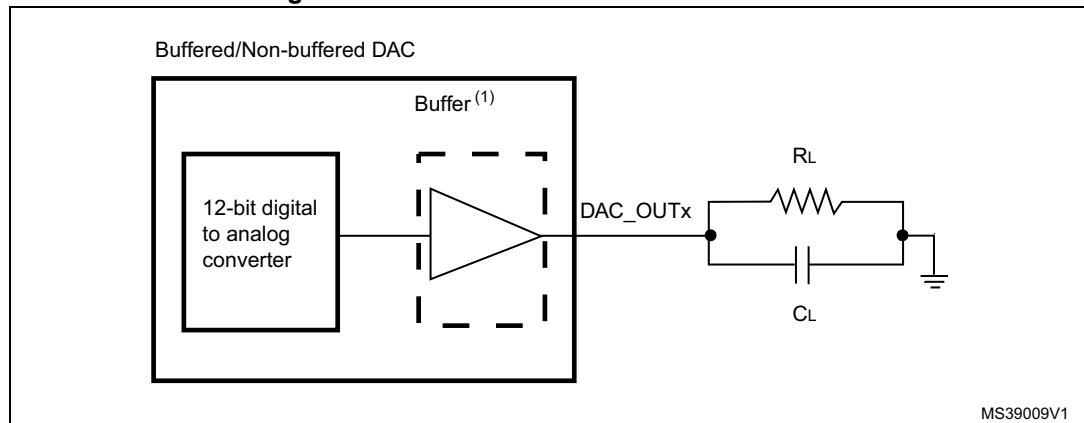 Buffered/Non-buffered DAC
Buffer (1)
12-bit digital
to analog
converter
DAC_OUTx
RL
CL
MS39009V1